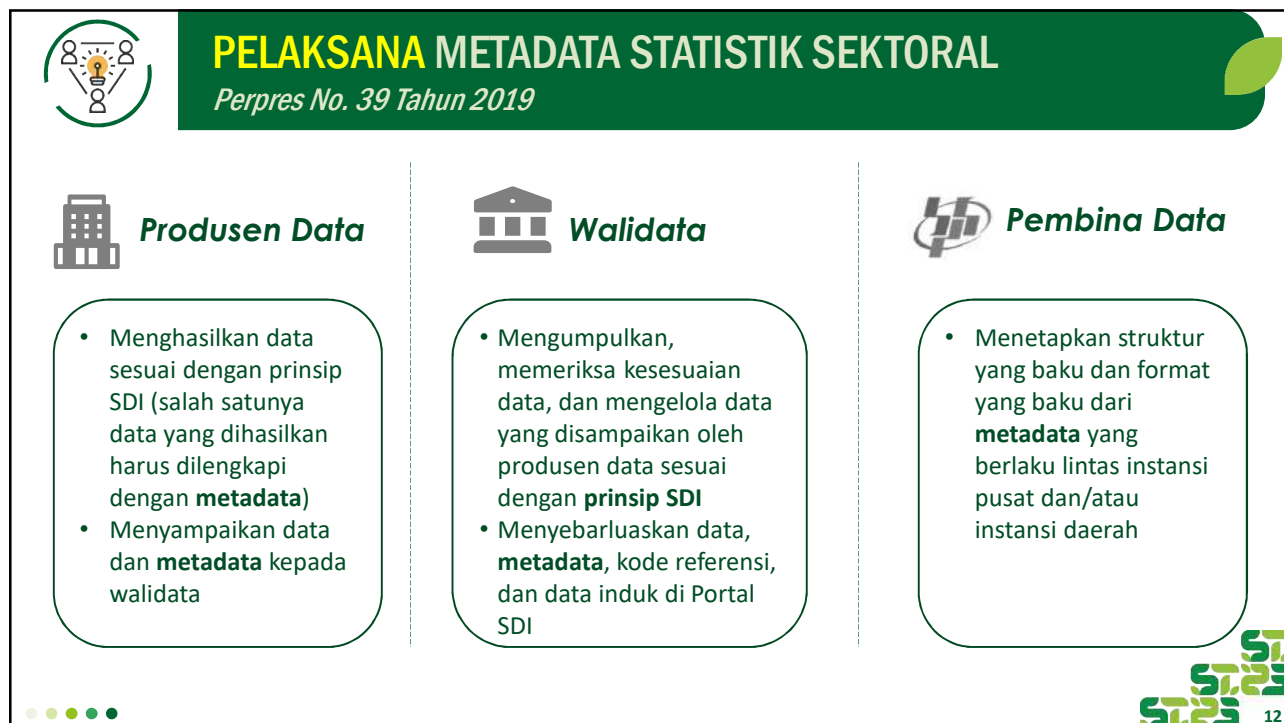 PELAKSANA METADATA STATISTIK SEKTORAL
Perpres No. 39 Tahun 2019
Produsen Data
• Menghasilkan data
sesuai dengan prinsip
SDI (salah satunya
data yang dihasilkan
harus dilengkapi
dengan metadata)
• Menyampaikan data
dan metadata kepada
walidata
Walidata
• Mengumpulkan,
memeriksa kesesuaian
data, dan mengelola data
yang disampaikan oleh
produsen data sesuai
dengan prinsip SDI
• Menyebarluaskan data,
metadata, kode referensi,
dan data induk di Portal
SDI
Pembina Data
• Menetapkan struktur
yang baku dan format
yang baku dari
metadata yang
berlaku lintas instansi
pusat dan/atau
instansi daerah
12